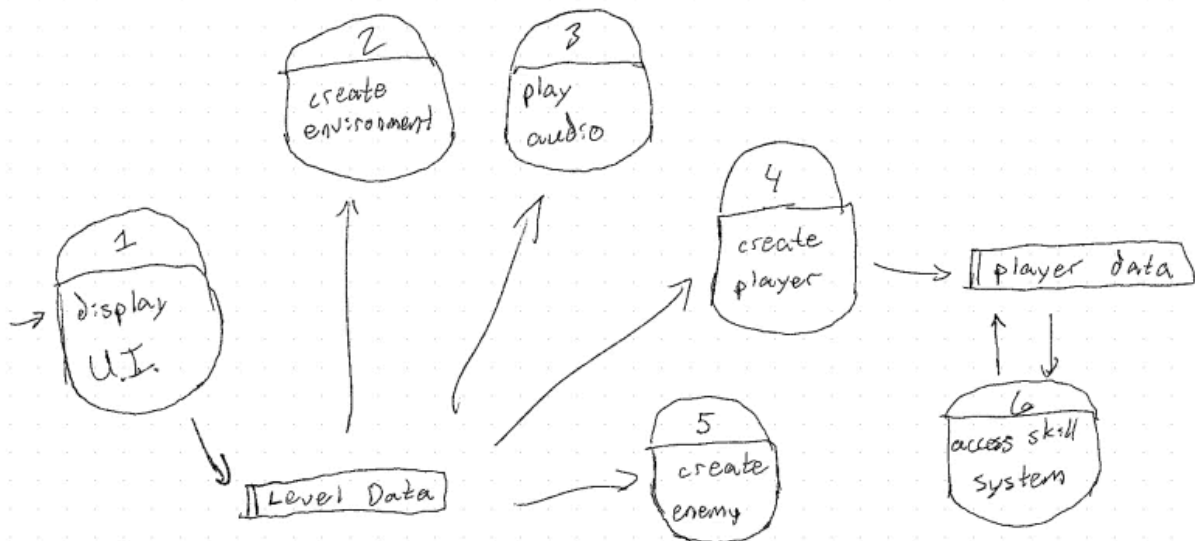 1
display
U.I.
2
create
environment
3
play
audio
4
create
player
player data
Level Data
5
create
enemy
6
access skill
system